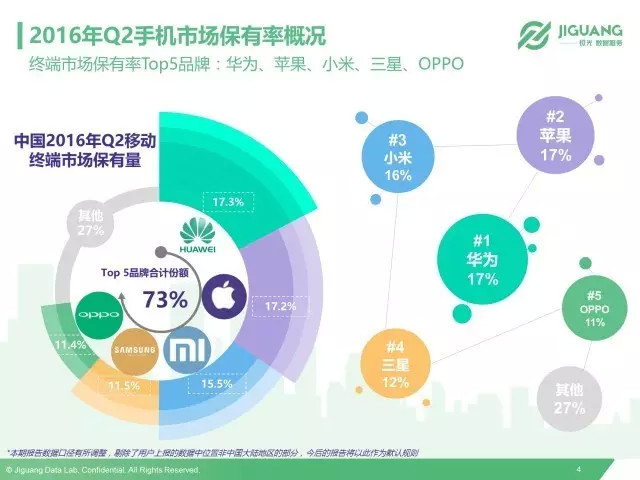 2016年Q2手机市场保有率概况
终端市场保有率Top5品牌：华为、苹果、小米、三星、OPPO
JIGUANG
极光 数据服务
中国2016年Q2移动
终端市场保有量
17.3%
HUAWEI
17.2%
15.5%
MI
11.5%
SAMSUNG
11.4%
oppo
其他
27%
Top 5品牌合计份额
73%
#3
小米
16%
#2
苹果
17%
#1
华为
17%
#5
OPPO
11%
#4
三星
12%
其他
27%
*本期报告数据口径有所调整，剔除了用户上报的数据中位置非中国大陆地区的部分，今后的报告将以此作为默认规则
© Jiguang Data Lab. Confidential. All Rights Reserved.
4